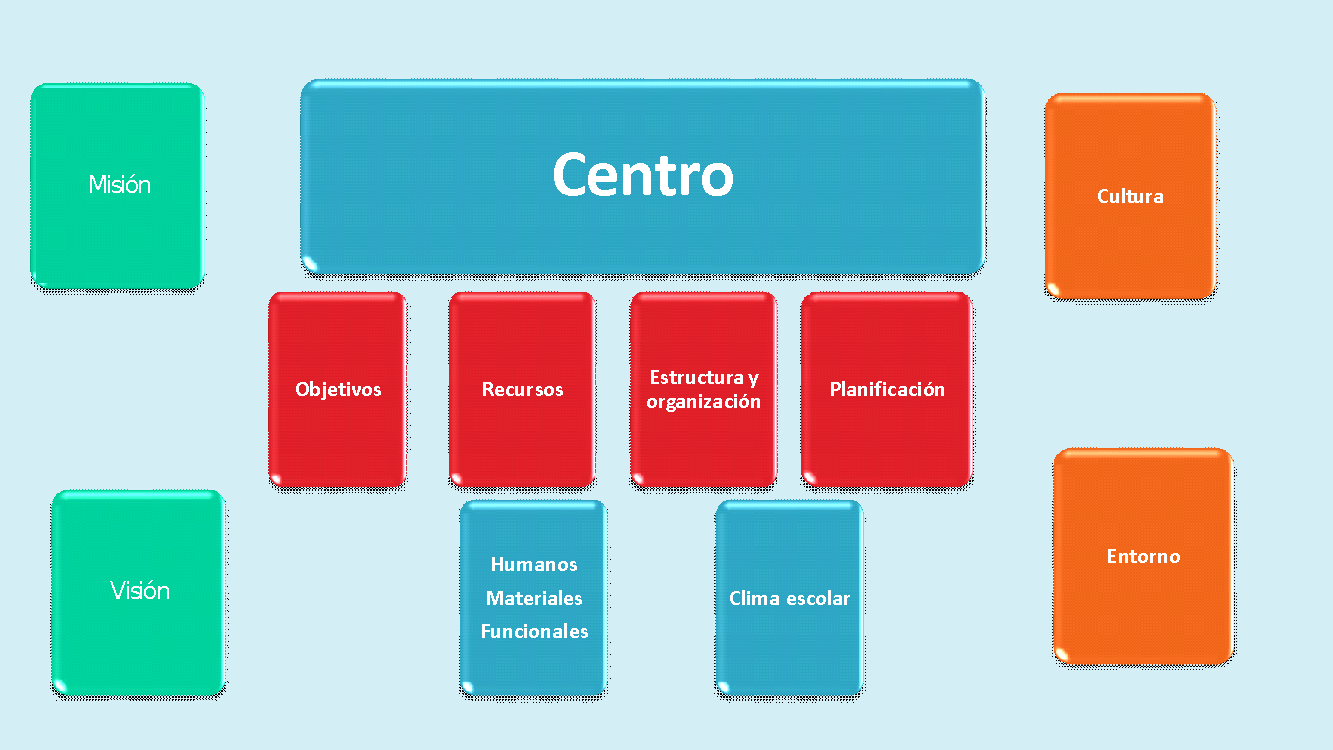 Centro
Misión
Cultura
Objetivos
Recursos
Estructura y
organización
Planificación
Visión
Humanos
Materiales
Funcionales
Clima escolar
Entorno